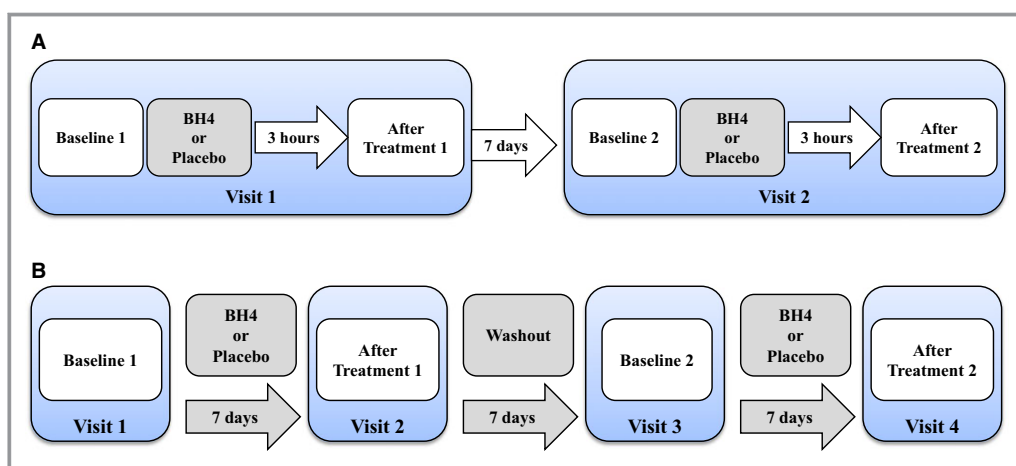 A
Baseline 1
BH4
or
Placebo
3 hours
After
Treatment 1
Visit 1
7 days
Baseline 2
BH4
or
Placebo
3 hours
After
Treatment 2
Visit 2
B
Baseline 1
Visit 1
BH4
or
Placebo
7 days
After
Treatment 1
Visit 2
Washout
7 days
Baseline 2
Visit 3
BH4
or
Placebo
7 days
After
Treatment 2
Visit 4